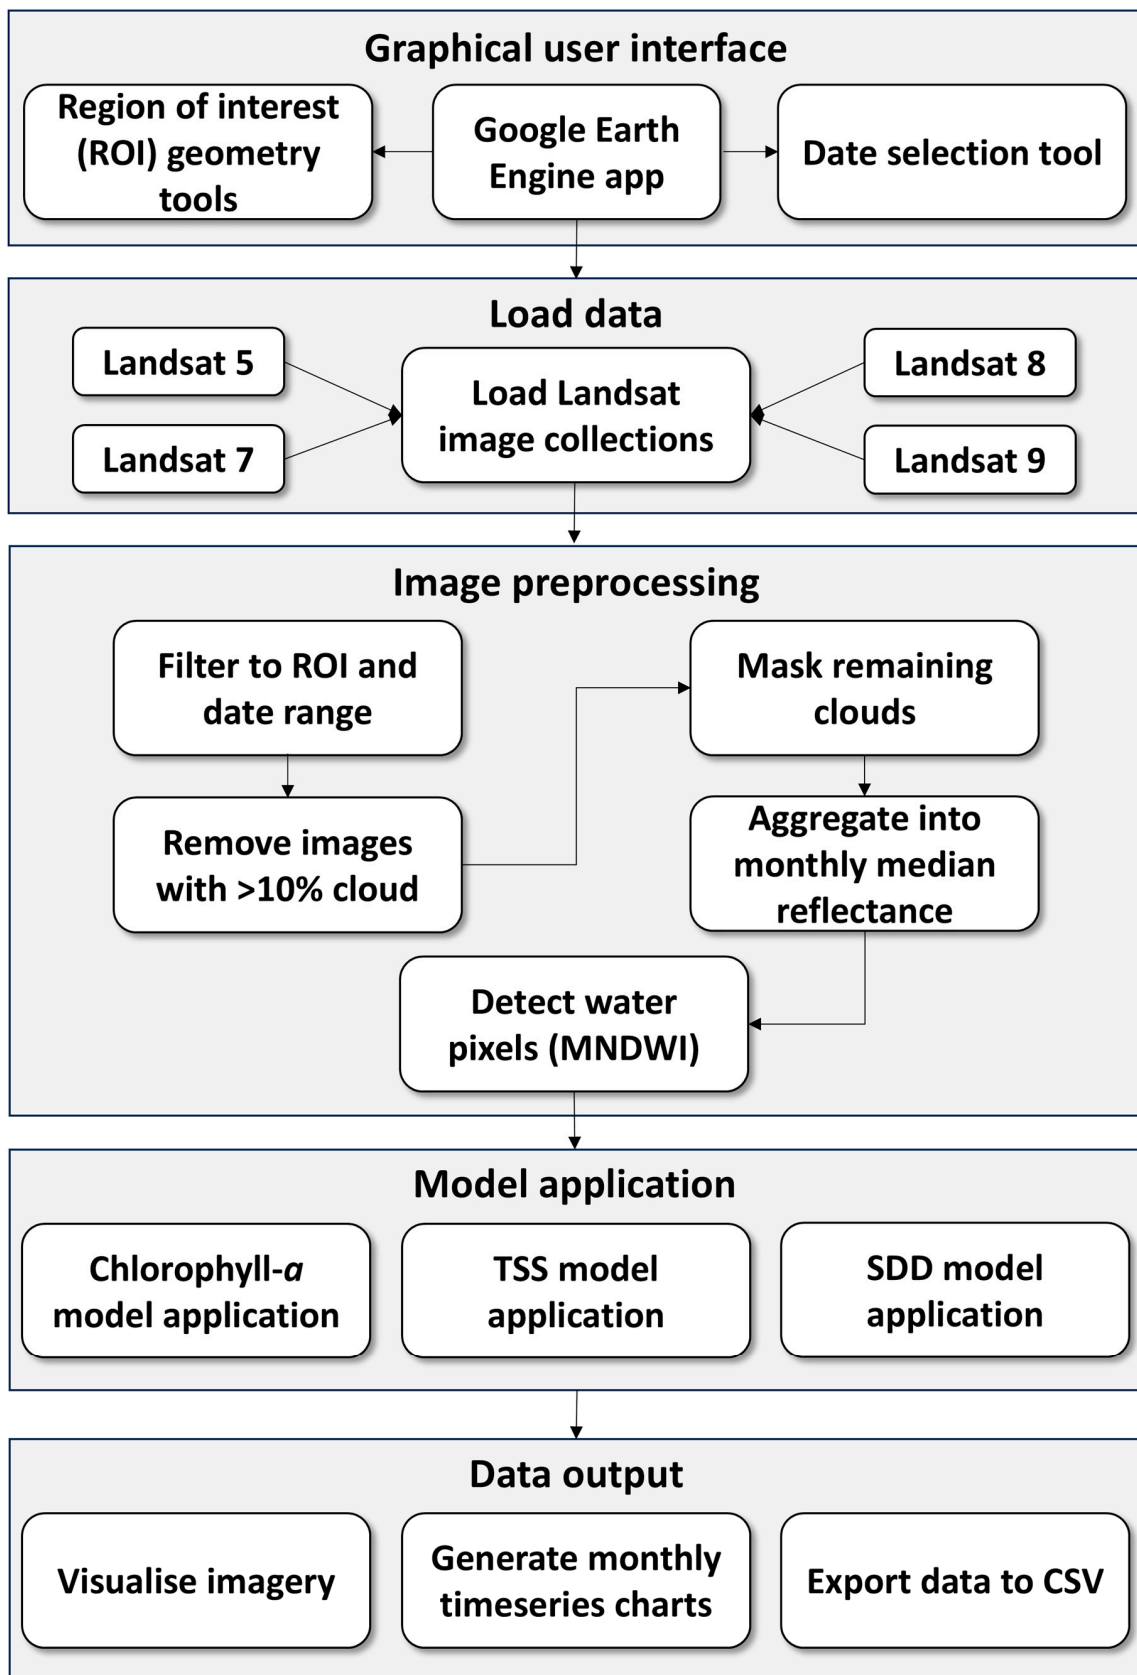 Graphical user interface
Region of interest
(ROI) geometry
tools
Google Earth
Engine app
Date selection tool
Load data
Landsat 5
Landsat 7
Load Landsat
image collections
Landsat 8
Landsat 9
Image preprocessing
Filter to ROI and
date range
Remove images
with >10% cloud
Mask remaining
clouds
Aggregate into
monthly median
reflectance
Detect water
pixels (MNDWI)
Model application
Chlorophyll-a
model application
TSS model
application
SDD model
application
Data output
Visualise imagery
Generate monthly
timeseries charts
Export data to CSV